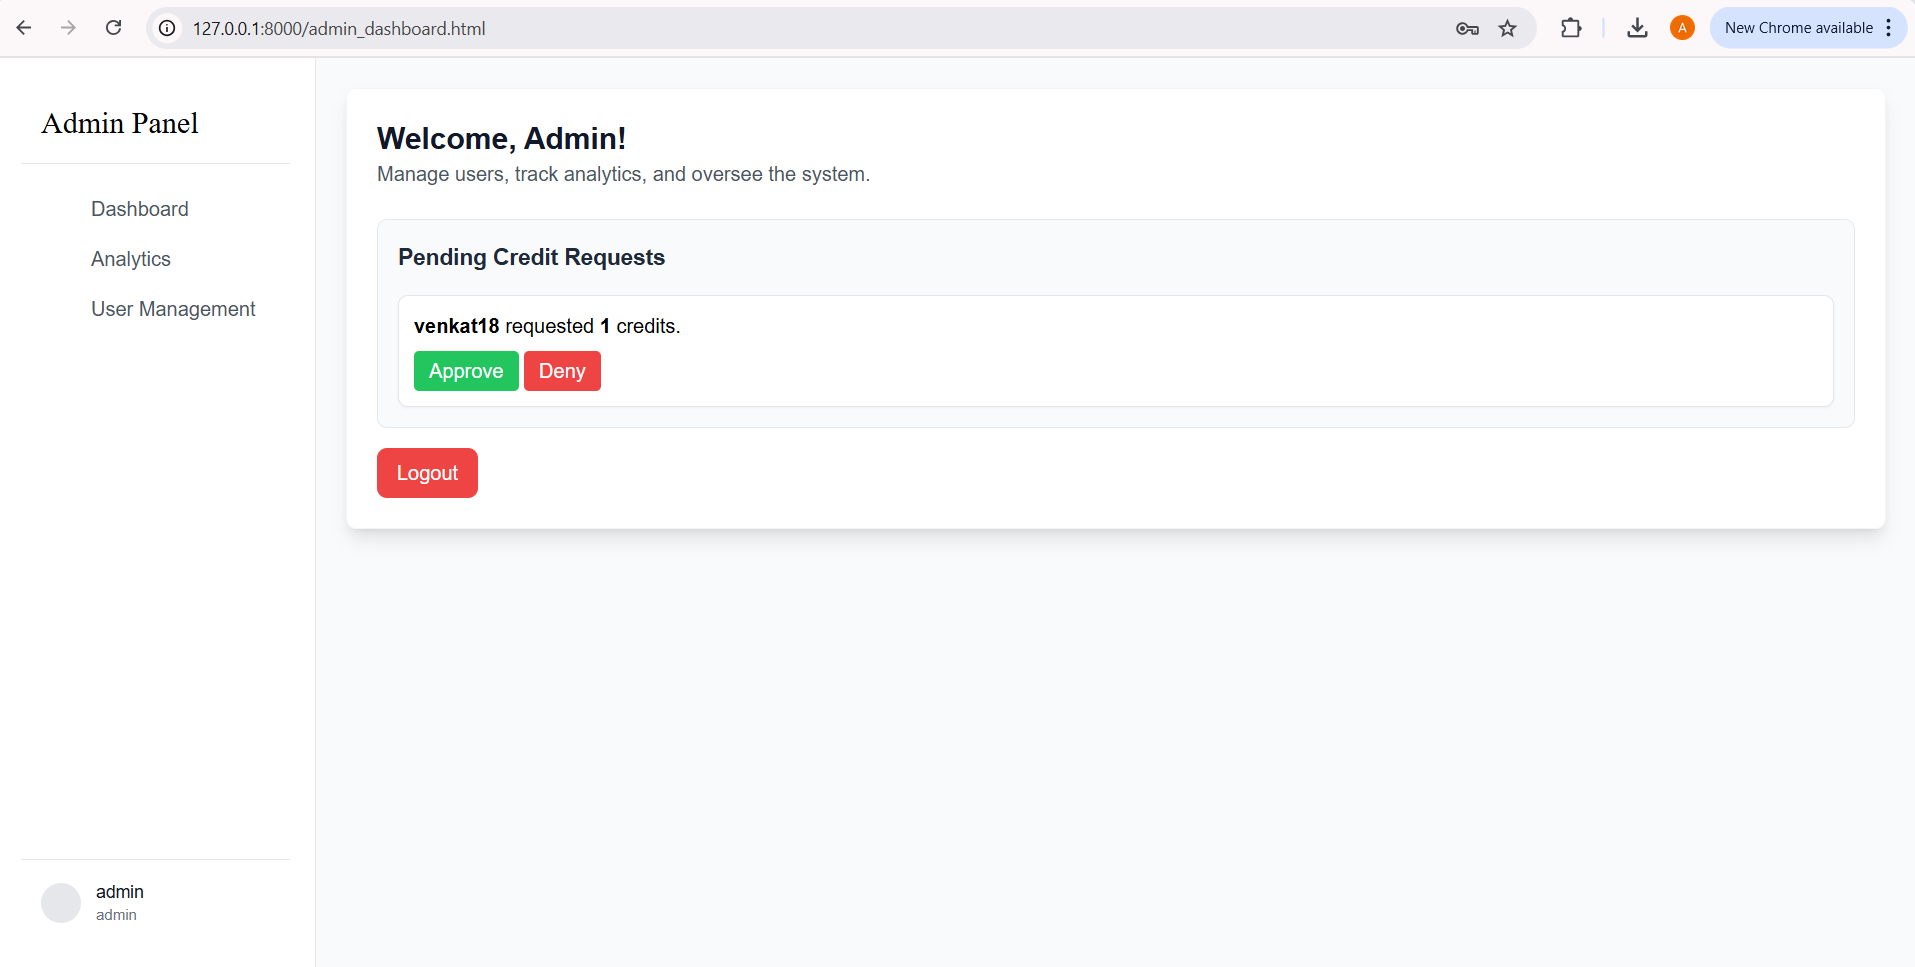 127.0.0.1:8000/admin_dashboard.html
A
New Chrome available
Admin Panel
Dashboard
Analytics
User Management
admin
admin
Welcome, Admin!
Manage users, track analytics, and oversee the system.
Pending Credit Requests
venkat18 requested 1 credits.
Approve Deny
Logout